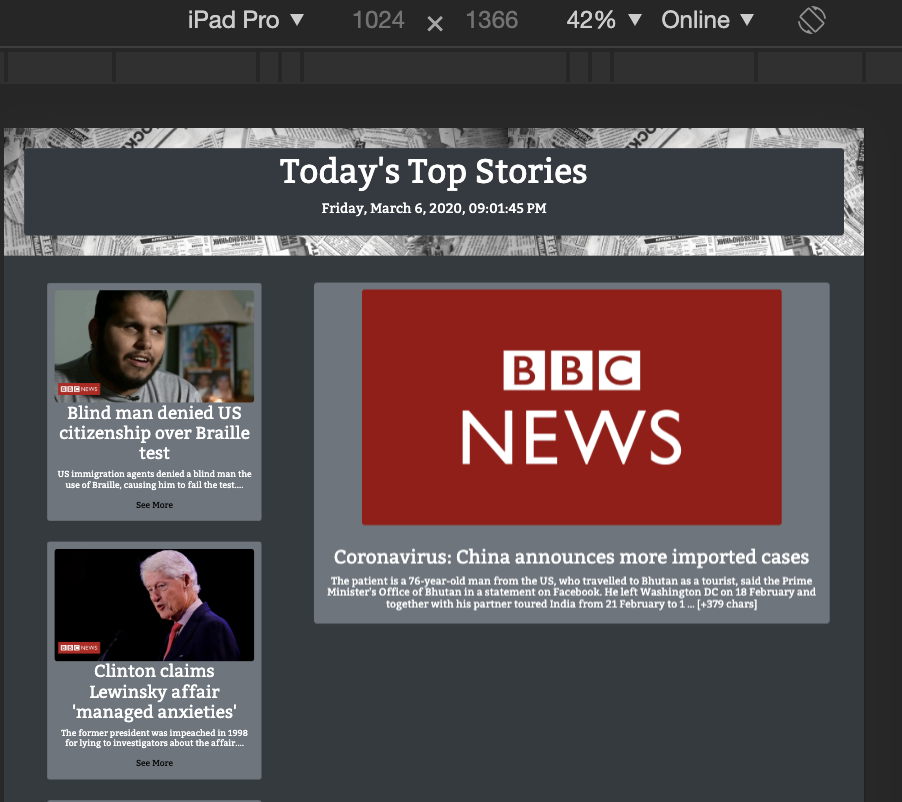 iPad Pro ▼ 1024 × 1366 42% ▼ Online ▼
Today's Top Stories
Friday, March 6, 2020, 09:01:45 PM
BBC NEWS
Blind man denied US
citizenship over Braille
test
US immigration agents denied a blind man the
use of Braille, causing him to fail the test....
See More
BBC NEWS
Clinton claims
Lewinsky affair
'managed anxieties'
The former president was impeached in 1998
for lying to investigators about the affair....
See More
BBC
NEWS
Coronavirus: China announces more imported cases
The patient is a 76-year-old man from the US, who travelled to Bhutan as a tourist, said the Prime
Minister's Office of Bhutan in a statement on Facebook. He left Washington DC on 18 February and
together with his partner toured India from 21 February to 1 ... [+379 chars]